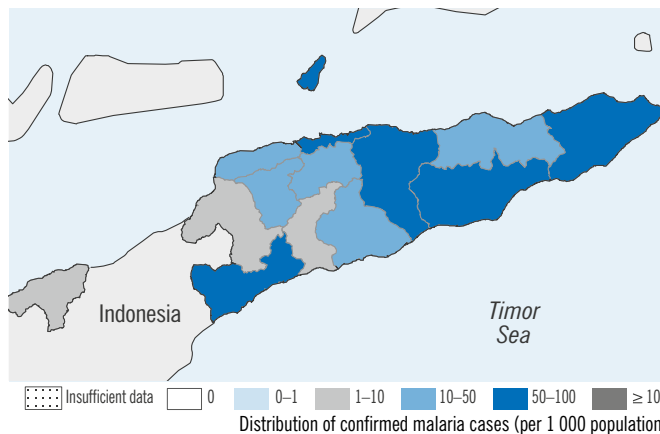 Indonesia
Timor
Sea
Insufficient data 0 0–1 1–10 10–50 50–100 ≥ 10
Distribution of confirmed malaria cases (per 1 000 population